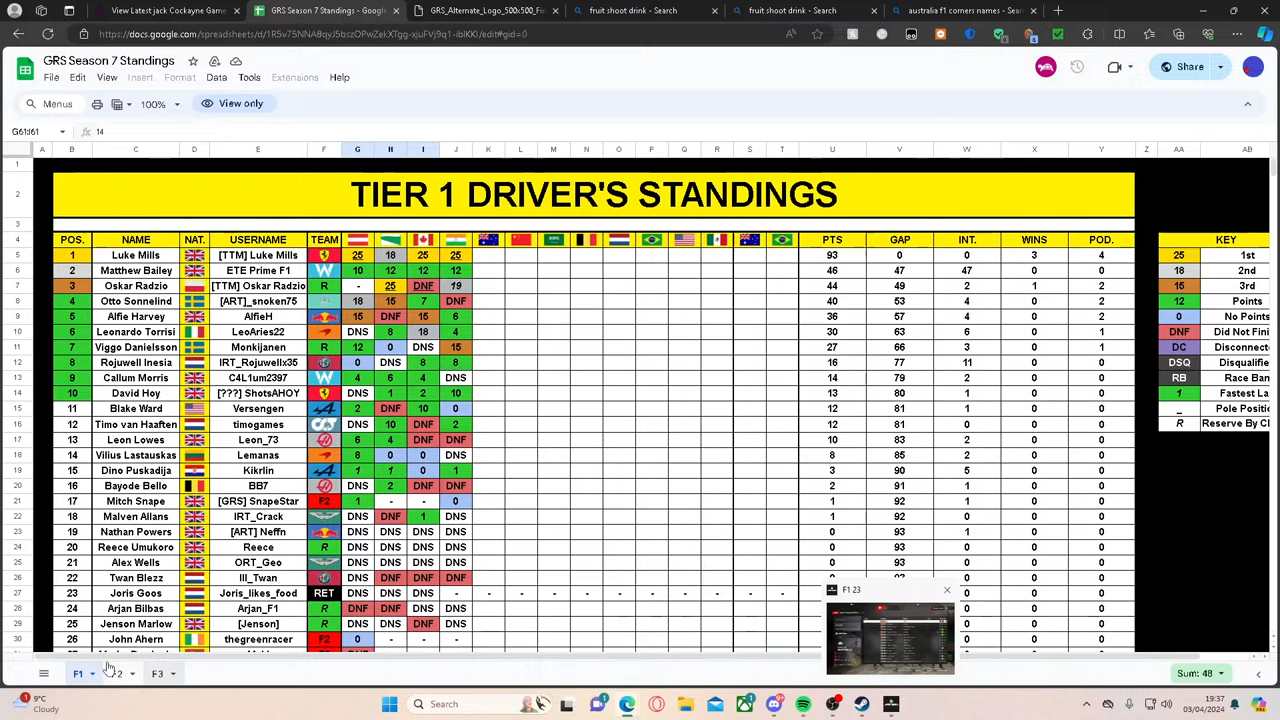 View Latest jack Cockayne Game
GRS Season 7 Standings - Google
GRS_Alternate_Logo_500x500_Fi
fruit shoot drink - Search
fruit shoot drink - Search
australia f1 corners names - Sear
https://docs.google.com/spreadsheets/d/
GRS Season 7 Standings
File Edit View Insert Format Data Tools Extensions Help
Share
Menus 100% View only
G61:I61 14
A B C D E F G H I J K L M N O P Q R S T U V W X Y Z AA AB
TIER 1 DRIVER'S STANDINGS
POS. NAME NAT. USERNAME TEAM PTS GAP INT. WINS POD. KEY
1 Luke Mills [TTM] Luke Mills 25 18 25 25 93 0 0 3 4 25 1st
2 Matthew Bailey ETE Prime F1 W 10 12 12 12 46 47 47 0 0 18 2nd
3 Oskar Radzio [TTM] Oskar Radzio R - 25 DNF 19 44 49 2 1 2 15 3rd
4 Otto Sonnelind [ART]_snoken75 18 15 7 DNF 40 53 4 0 2 12 Points
5 Alfie Harvey AlfieH 15 DNF 15 6 36 57 4 0 2 0 No Points
6 Leonardo Torrisi LeoAries22 DNS 8 18 4 30 63 6 0 1 DNF Did Not Fini
7 Viggo Danielsson Monkijanen R 12 0 DNS 15 27 66 3 0 1 DC Disconnecte
8 Rojuwell Inesia IRT_Rojuwellx35 0 DNS 8 8 16 77 11 0 0 DSQ Disqualifie
9 Callum Morris C4L1um2397 W 4 6 4 DNS 14 79 2 0 0 RB Race Ban
10 David Hoy [???] ShotsAHOY DNS 1 2 10 13 80 1 0 0 1 Fastest La
11 Blake Ward Versengen 2 DNF 10 0 12 81 1 0 0 _ Pole Positio
12 Timo van Haaften timogames DNS 10 DNF 2 12 81 0 0 0 R Reserve By Cl
13 Leon Lowes Leon_73 6 4 DNF DNF 10 83 2 0 0
14 Vilius Lastauskas Lemanas 8 0 0 DNS 8 85 2 0 0
15 Dino Puskadija Kikrlin 1 1 0 1 3 90 5 0 0
16 Bayode Bello BB7 DNS 2 DNF DNF 2 91 1 0 0
17 Mitch Snape [GRS] SnapeStar F2 1 - - 0 1 92 1 0 0
18 Malven Allans IRT_Crack DNS DNF 1 DNS 1 92 0 0 0
19 Nathan Powers [ART] Neffn DNS DNF DNS DNS 0 93 1 0 0
20 Reece Umukoro Reece R DNS DNS DNS DNS 0 93 0 0 0
21 Alex Wells ORT_Geo DNS DNS DNS DNS 0 93 0 0 0
22 Twan Blezz III_Twan DNS DNF DNF DNF 0 93 0 0 0
23 Joris Goos Joris_likes_food RET DNS DNS DNS DNS - - - - - - - - - -
24 Arjan Bilbas Arjan_F1 R DNF DNF DNS DNS 0
25 Jenson Marlow [Jenson] R DNS DNS DNF DNS 0
26 John Ahern thegreenracer F2 0 - - 0
F1 23
F1 2 F3
Sum: 48
9°C
Cloudy
Search
19:37
03/04/2024